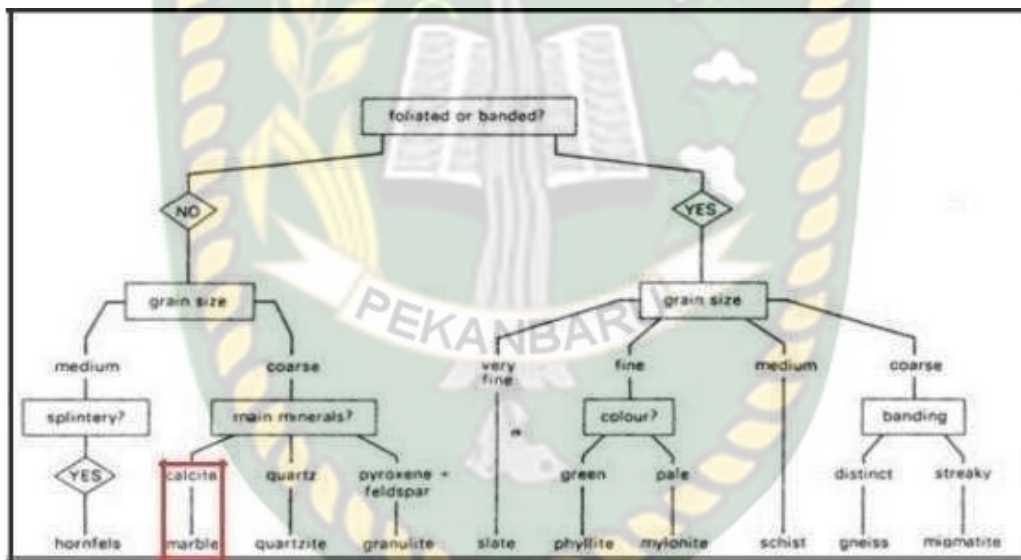 foliated or banded?
NO
YES
grain size
grain size
PEKANBARU
medium
coarse
very
fine
fine
medium
coarse
splintery?
main minerals?
colour?
banding
YES
calcite
quartz
pyroxene +
feldspar
green
pale
distinct
streaky
hornfels
marble
quartzite
granulite
slate
phyllite
mylonite
schist
gneiss
migmatite